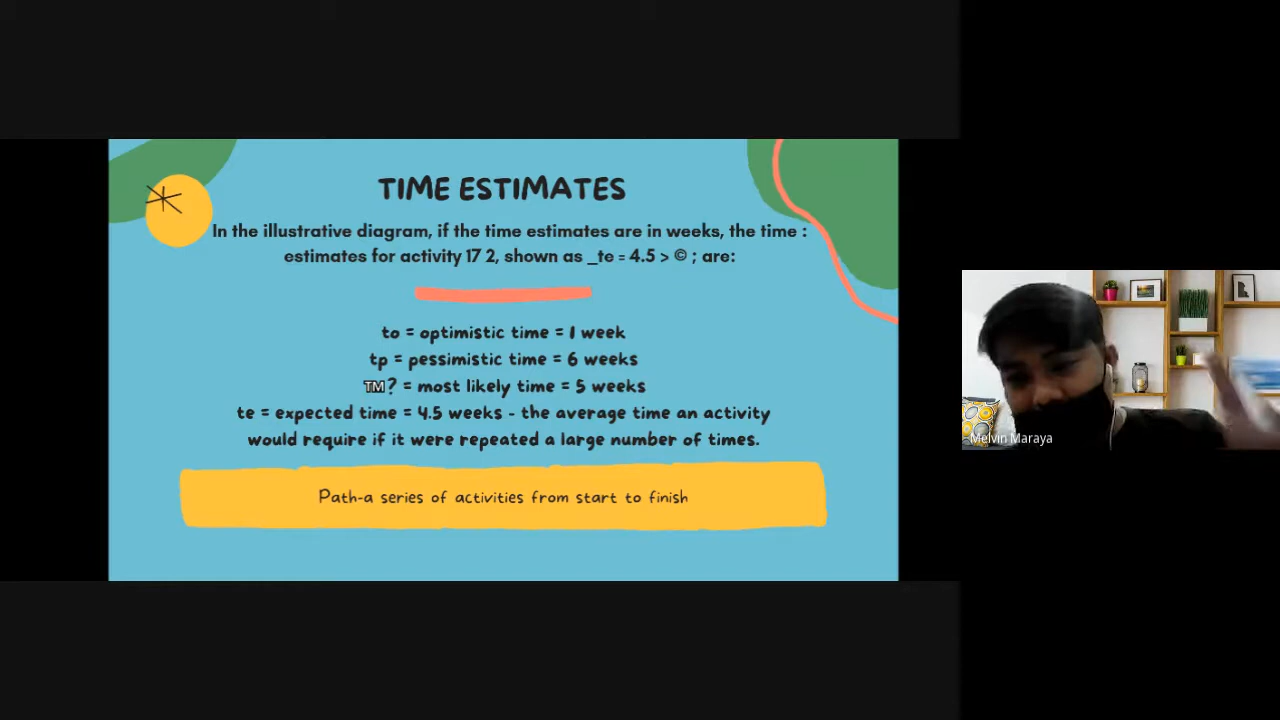 TIME ESTIMATES
In the illustrative diagram, if the time estimates are in weeks, the time :
estimates for activity 17 2, shown as _te = 4.5 > © ; are:
to = optimistic time = 1 week
tp = pessimistic time = 6 weeks
™? = most likely time = 5 weeks
te = expected time = 4.5 weeks - the average time an activity
would require if it were repeated a large number of times.
Path-a series of activities from start to finish
Melvin Maraya